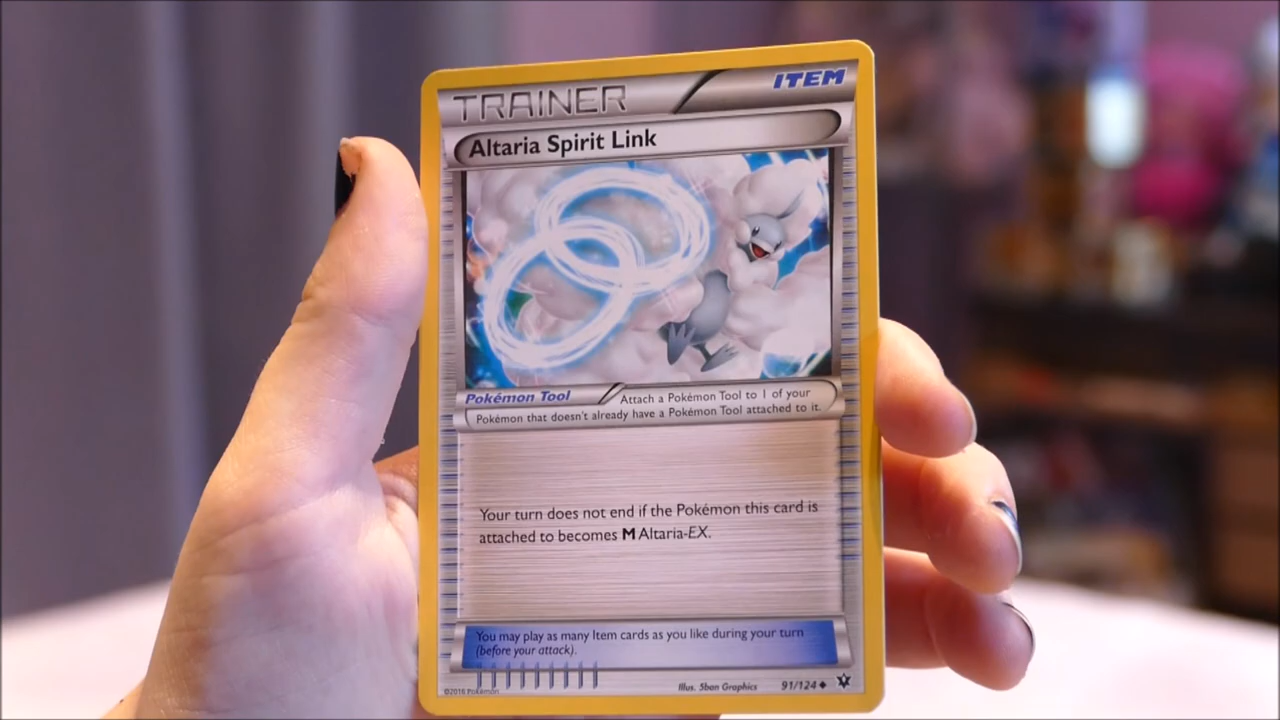 TRAINER
ITEM
Altaria Spirit Link
Pokémon Tool
Attach a Pokémon Tool to 1 of your
Pokémon that doesn't already have a Pokémon Tool attached to it.
Your turn does not end if the Pokémon this card is
attached to becomes M Altaria-EX.
You may play as many Item cards as you like during your turn
(before your attack).
©2016 Pokémon
Illus. 5ban Graphics
91/124